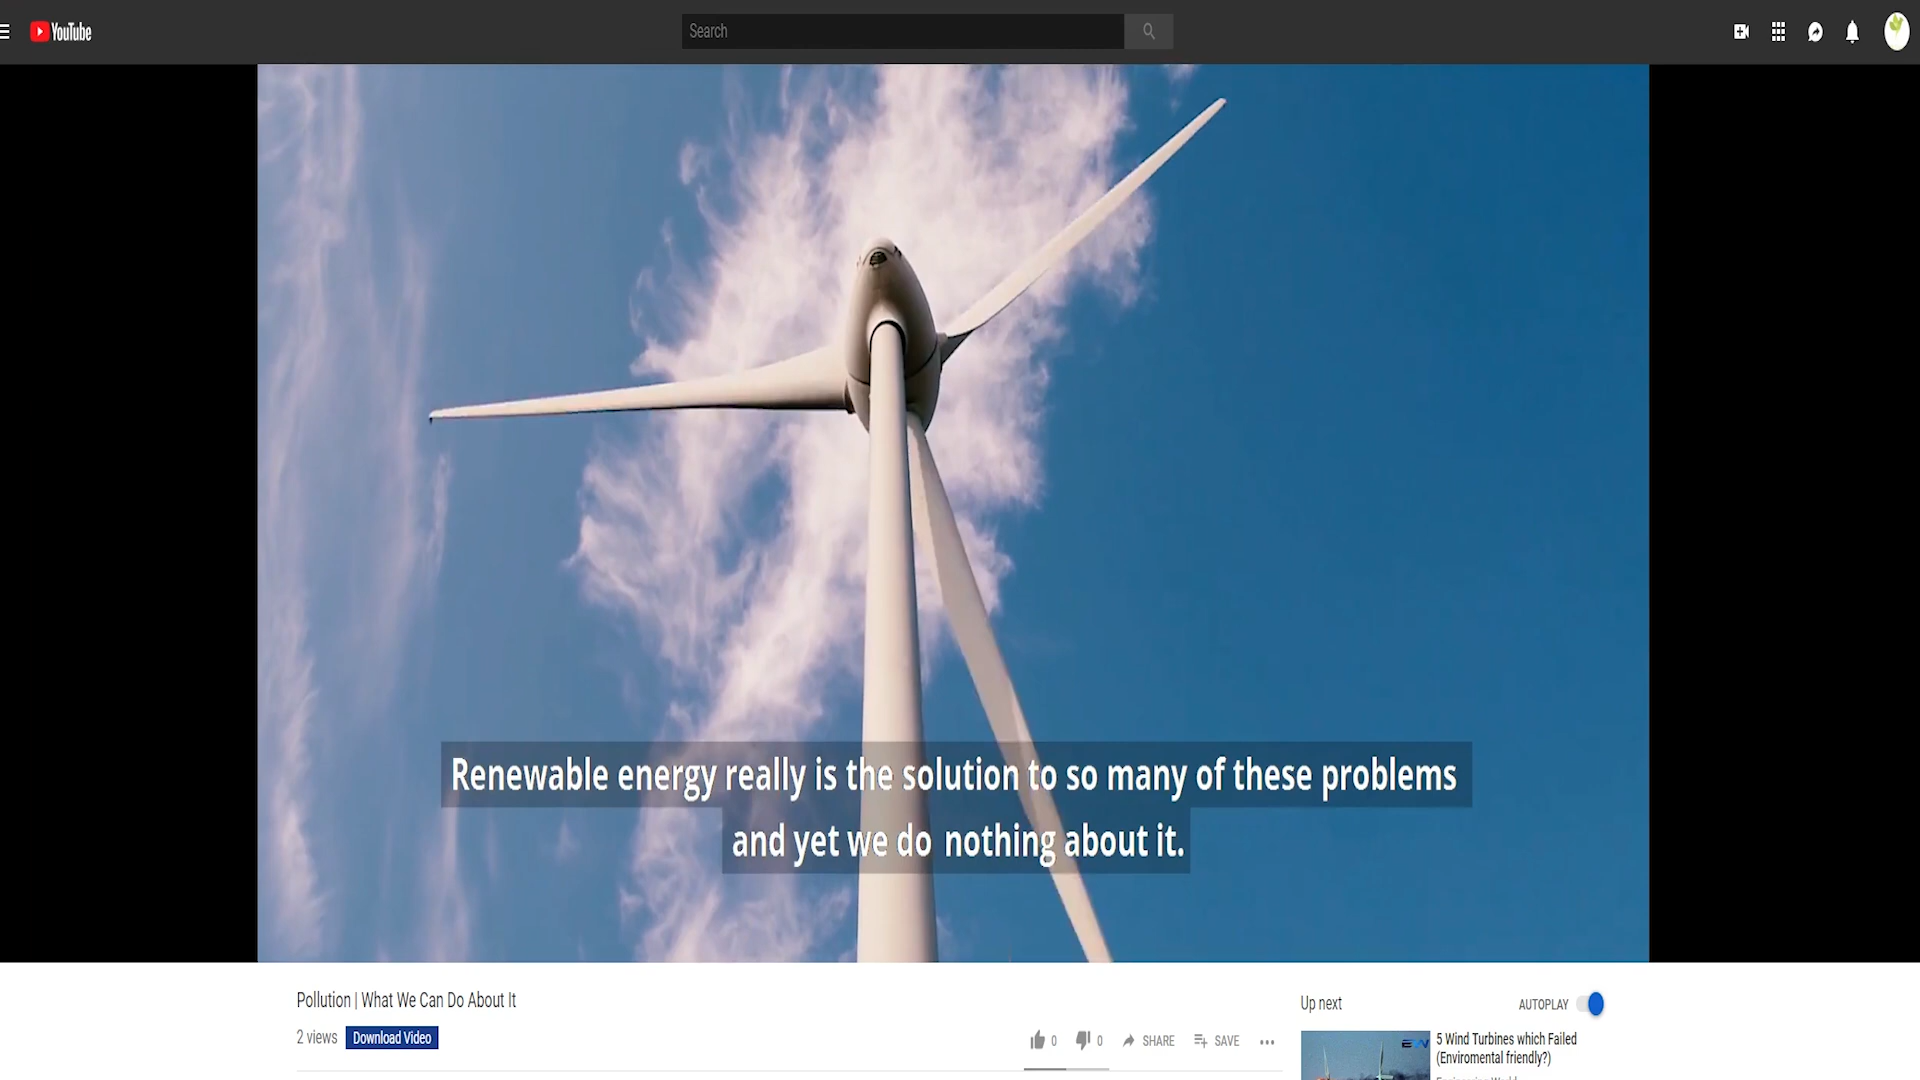 YouTube
Search
Renewable energy really is the solution to so many of these problems
and yet we do nothing about it.
Pollution | What We Can Do About It
2 views Download Video
0 0 SHARE SAVE
Up next AUTOPLAY
5 Wind Turbines which Failed
(Enviromental friendly?)